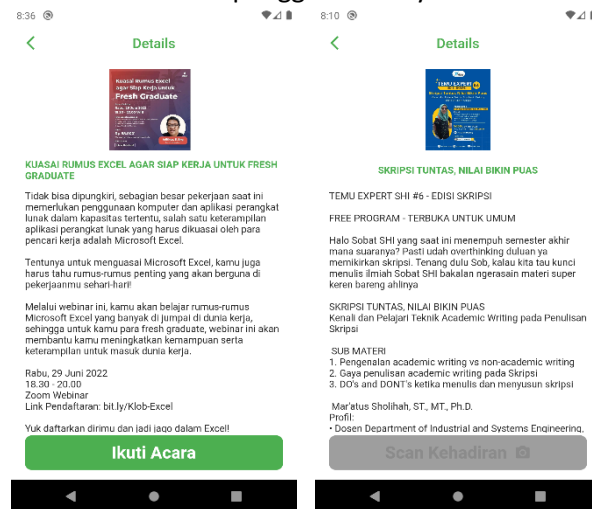 8:36
Details
Kuasai Rumus Excel
agar Siap Kerja untuk
Fresh Graduate
KUASAI RUMUS EXCEL AGAR SIAP KERJA UNTUK FRESH
GRADUATE
Tidak bisa dipungkiri, sebagian besar pekerjaan saat ini
memerlukan penggunaan komputer dan aplikasi perangkat
lunak dalam kapasitas tertentu, salah satu keterampilan
aplikasi perangkat lunak yang harus dikuasai oleh para
pencari kerja adalah Microsoft Excel.
Tentunya untuk menguasai Microsoft Excel, kamu juga
harus tahu rumus-rumus penting yang akan berguna di
pekerjaanmu sehari-hari!
Melalui webinar ini, kamu akan belajar rumus-rumus
Microsoft Excel yang banyak di jumpai di dunia kerja,
sehingga untuk kamu para fresh graduate, webinar ini akan
membantu kamu meningkatkan kemampuan serta
keterampilan untuk masuk dunia kerja.
Rabu, 29 Juni 2022
18.30 - 20.00
Zoom Webinar
Link Pendaftaran: bit.ly/Klob-Excel
Yuk daftarkan dirimu dan jadi jago dalam Excel!
Ikuti Acara
8:10
Details
TEMU EXPERT
SKRIPSI TUNTAS, NILAI BIKIN PUAS
TEMU EXPERT SHI #6 - EDISI SKRIPSI
FREE PROGRAM - TERBUKA UNTUK UMUM
Halo Sobat SHI yang saat ini menempuh semester akhir
mana suaranya? Pasti udah overthinking duluan ya
memikirkan skripsi. Tenang dulu Sob, kalau kita tau kunci
menulis ilmiah Sobat SHI bakalan ngerasain materi super
keren bareng ahlinya
SKRIPSI TUNTAS, NILAI BIKIN PUAS
Kenali dan Pelajari Teknik Academic Writing pada Penulisan
Skripsi
SUB MATERI
1. Pengenalan academic writing vs non-academic writing
2. Gaya penulisan academic writing pada Skripsi
3. DO's and DONT's ketika menulis dan menyusun skripsi
Mar'atus Sholihah, ST., MT., Ph.D.
Profil:
• Dosen Department of Industrial and Systems Engineering,
Scan Kehadiran